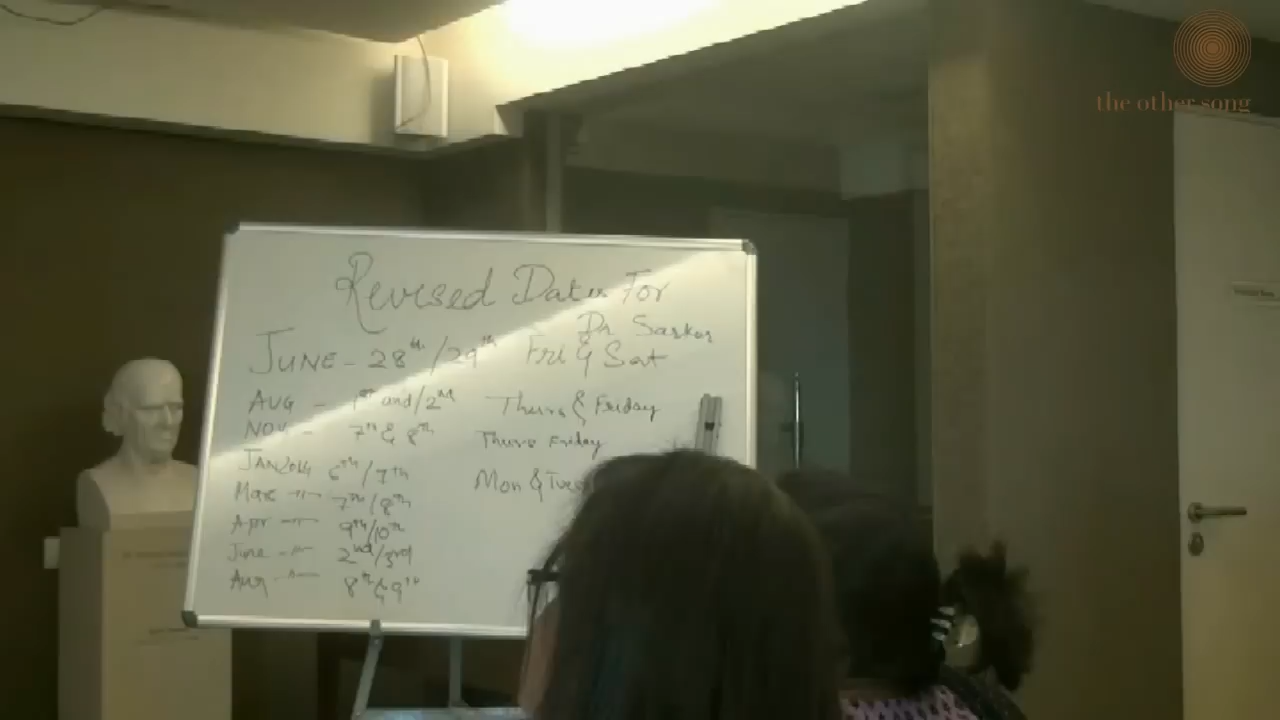 the other song
Revised Dates For
Dr Sarkar
JUNE - 28th/29th Fri & Sat
AUG - 1st and/2nd Thurs & Friday
NOV - 7th & 8th Thurs Friday
JAN 2014 6th/7th Mon & Tues
Mar -"- 7th/8th
Apr -"- 9th/10th
June -"- 2nd/3rd
Aug -"- 8th & 9th